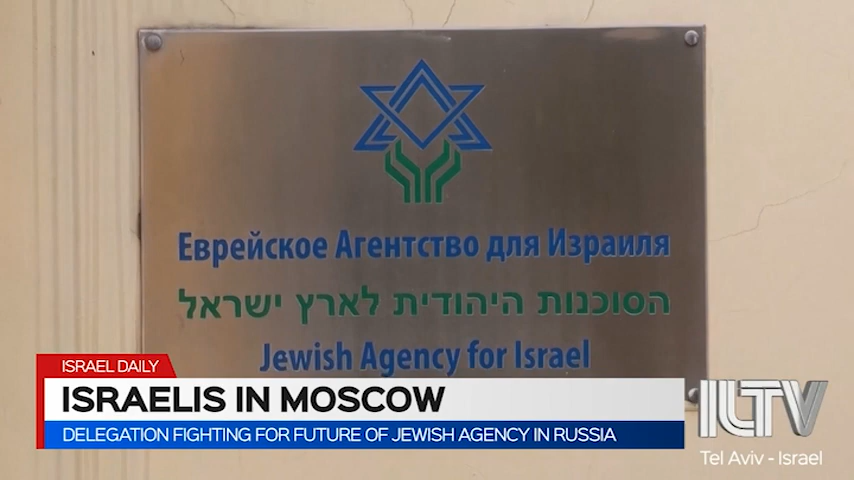 Еврейское Агентство для Израиля
הסוכנות היהודית לארץ ישראל
Jewish Agency for Israel
ISRAEL DAILY
ISRAELIS IN MOSCOW
DELEGATION FIGHTING FOR FUTURE OF JEWISH AGENCY IN RUSSIA
ILTV
Tel Aviv - Israel